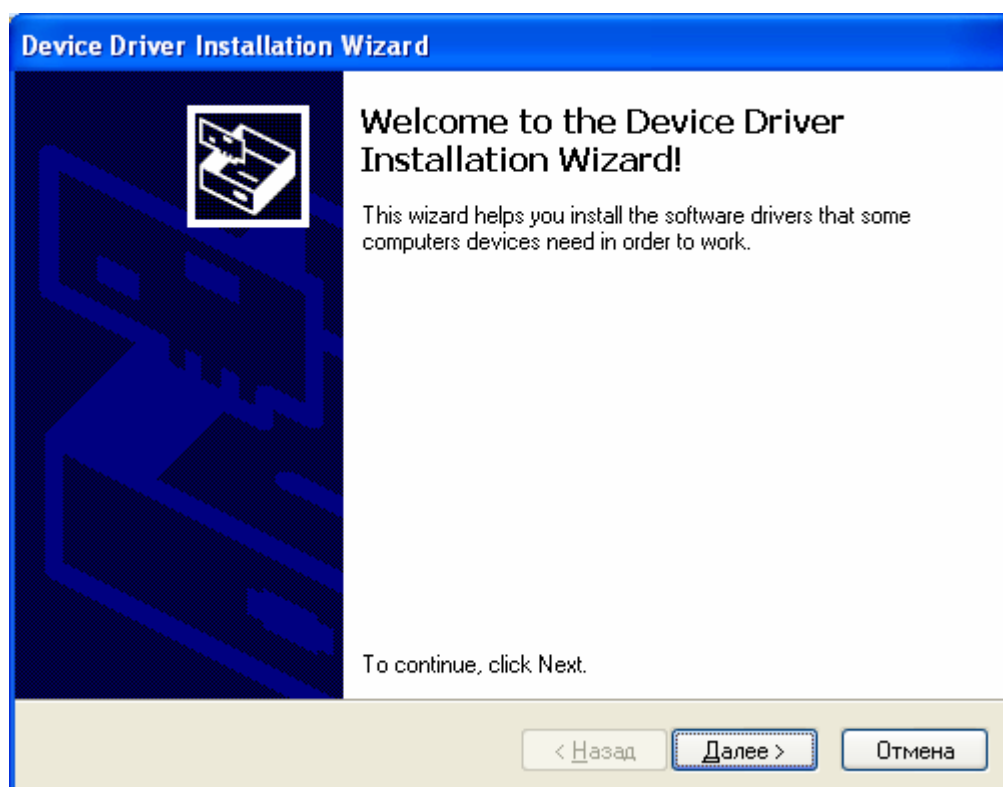 Device Driver Installation Wizard
Welcome to the Device Driver
Installation Wizard!
This wizard helps you install the software drivers that some
computers devices need in order to work.
To continue, click Next.
< Назад
Далее >
Отмена